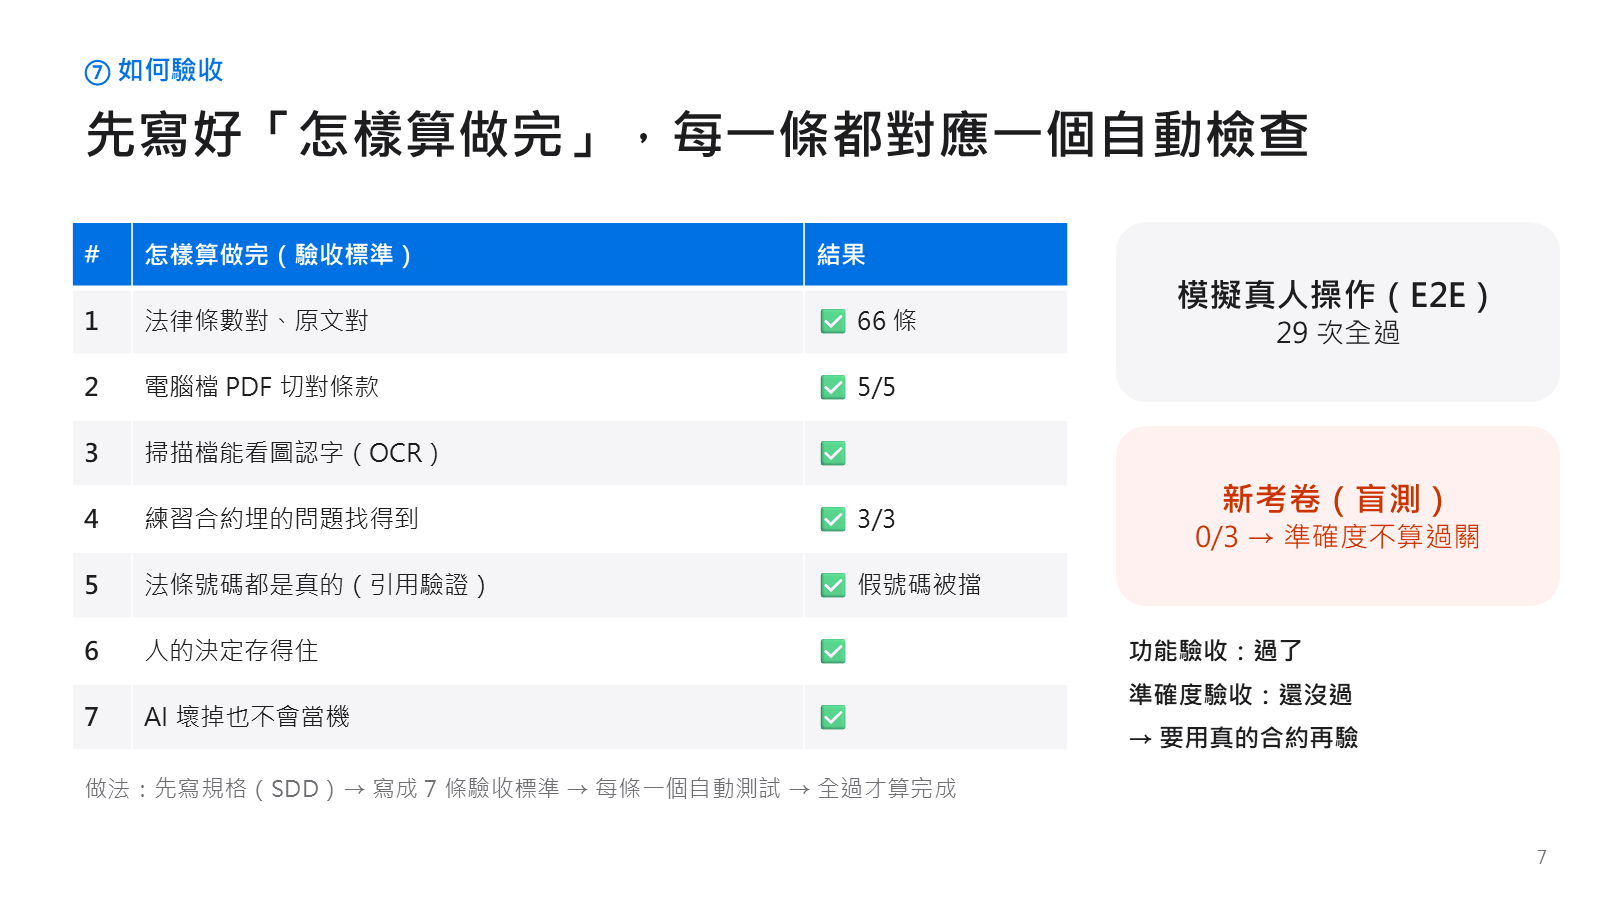 ⑦ 如何驗收
先寫好「怎樣算做完」，每一條都對應一個自動檢查
# 怎樣算做完（驗收標準） 結果
1 法律條數對、原文對 ✅ 66 條
2 電腦檔 PDF 切對條款 ✅ 5/5
3 掃描檔能看圖認字（OCR） ✅
4 練習合約埋的問題找得到 ✅ 3/3
5 法條號碼都是真的（引用驗證） ✅ 假號碼被擋
6 人的決定存得住 ✅
7 AI 壞掉也不會當機 ✅
做法：先寫規格（SDD）→ 寫成 7 條驗收標準 → 每條一個自動測試 → 全過才算完成
模擬真人操作（E2E）
29 次全過
新考卷（盲測）
0/3 → 準確度不算過關
功能驗收：過了
準確度驗收：還沒過
→ 要用真的合約再驗
7